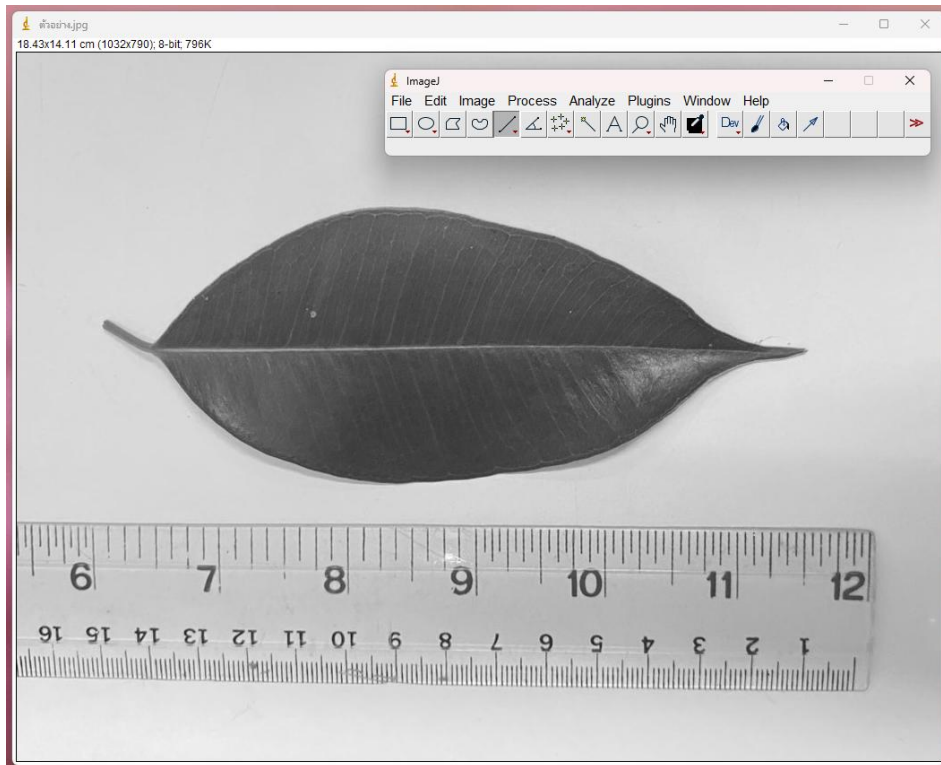 ตัวอย่าง.jpg
18.43x14.11 cm (1032x790); 8-bit; 796K
ImageJ
File Edit Image Process Analyze Plugins Window Help
Dev
6 7 8 9 10 11 12
16 15 14 13 12 11 10 9 8 7 6 5 4 3 2 1